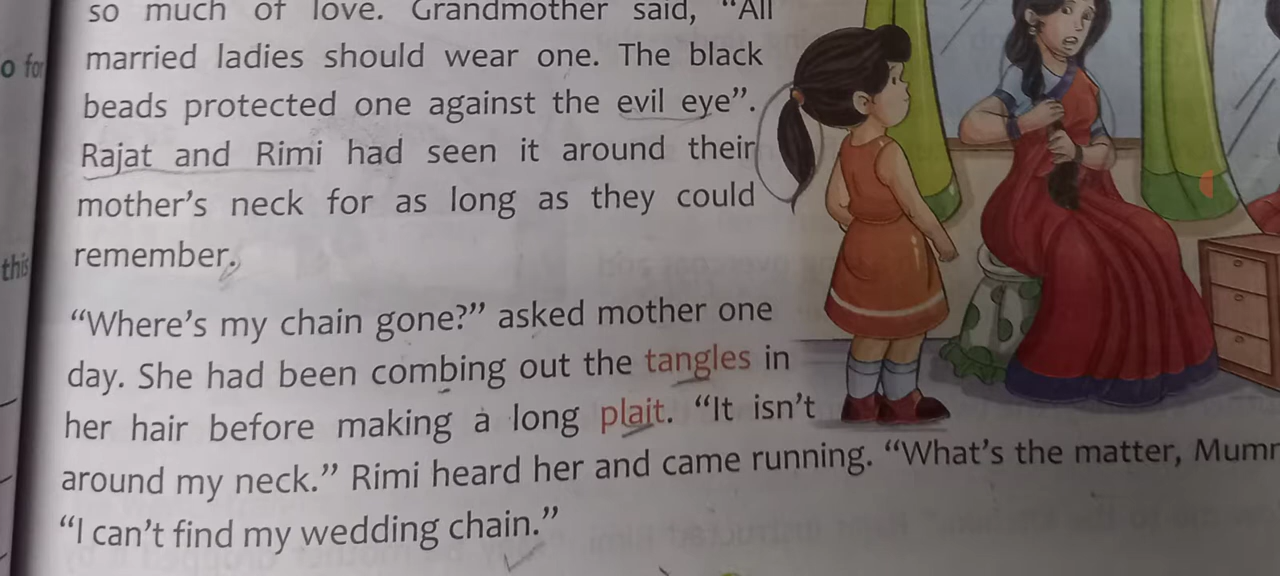 so much of love. Grandmother said, “All
married ladies should wear one. The black
beads protected one against the evil eye”.
Rajat and Rimi had seen it around their
mother’s neck for as long as they could
remember.
“Where’s my chain gone?” asked mother one
day. She had been combing out the tangles in
her hair before making a long plait. “It isn’t
around my neck.” Rimi heard her and came running. “What’s the matter,
“I can’t find my wedding chain.”
this